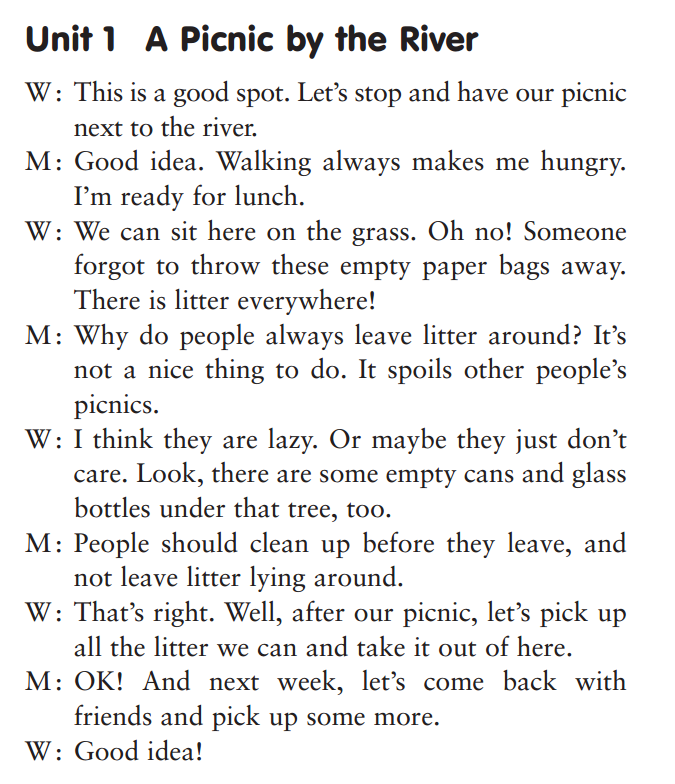 Unit 1 A Picnic by the River
W: This is a good spot. Let's stop and have our picnic
next to the river.
M: Good idea. Walking always makes me hungry.
I'm ready for lunch.
W: We can sit here on the grass. Oh no! Someone
forgot to throw these empty paper bags away.
There is litter everywhere!
M: Why do people always leave litter around? It's
not a nice thing to do. It spoils other people's
picnics.
W: I think they are lazy. Or maybe they just don't
care. Look, there are some empty cans and glass
bottles under that tree, too.
M: People should clean up before they leave, and
not leave litter lying around.
W: That's right. Well, after our picnic, let's pick up
all the litter we can and take it out of here.
M: OK! And next week, let's come back with
friends and pick up some more.
W: Good idea!